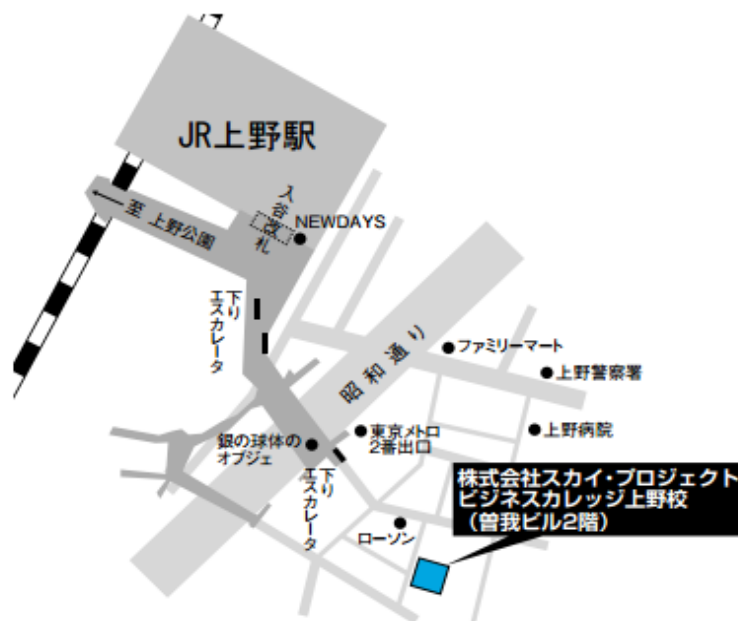 JR上野駅
入谷改札
NEWDAYS
←至 上野公園
下り
エスカレータ
昭和通り
ファミリーマート
上野警察署
東京メトロ
2番出口
上野病院
銀の球体の
オブジェ
下り
エスカレータ
株式会社スカイ・プロジェクト
ビジネスカレッジ上野校
（曽我ビル2階）
ローソン